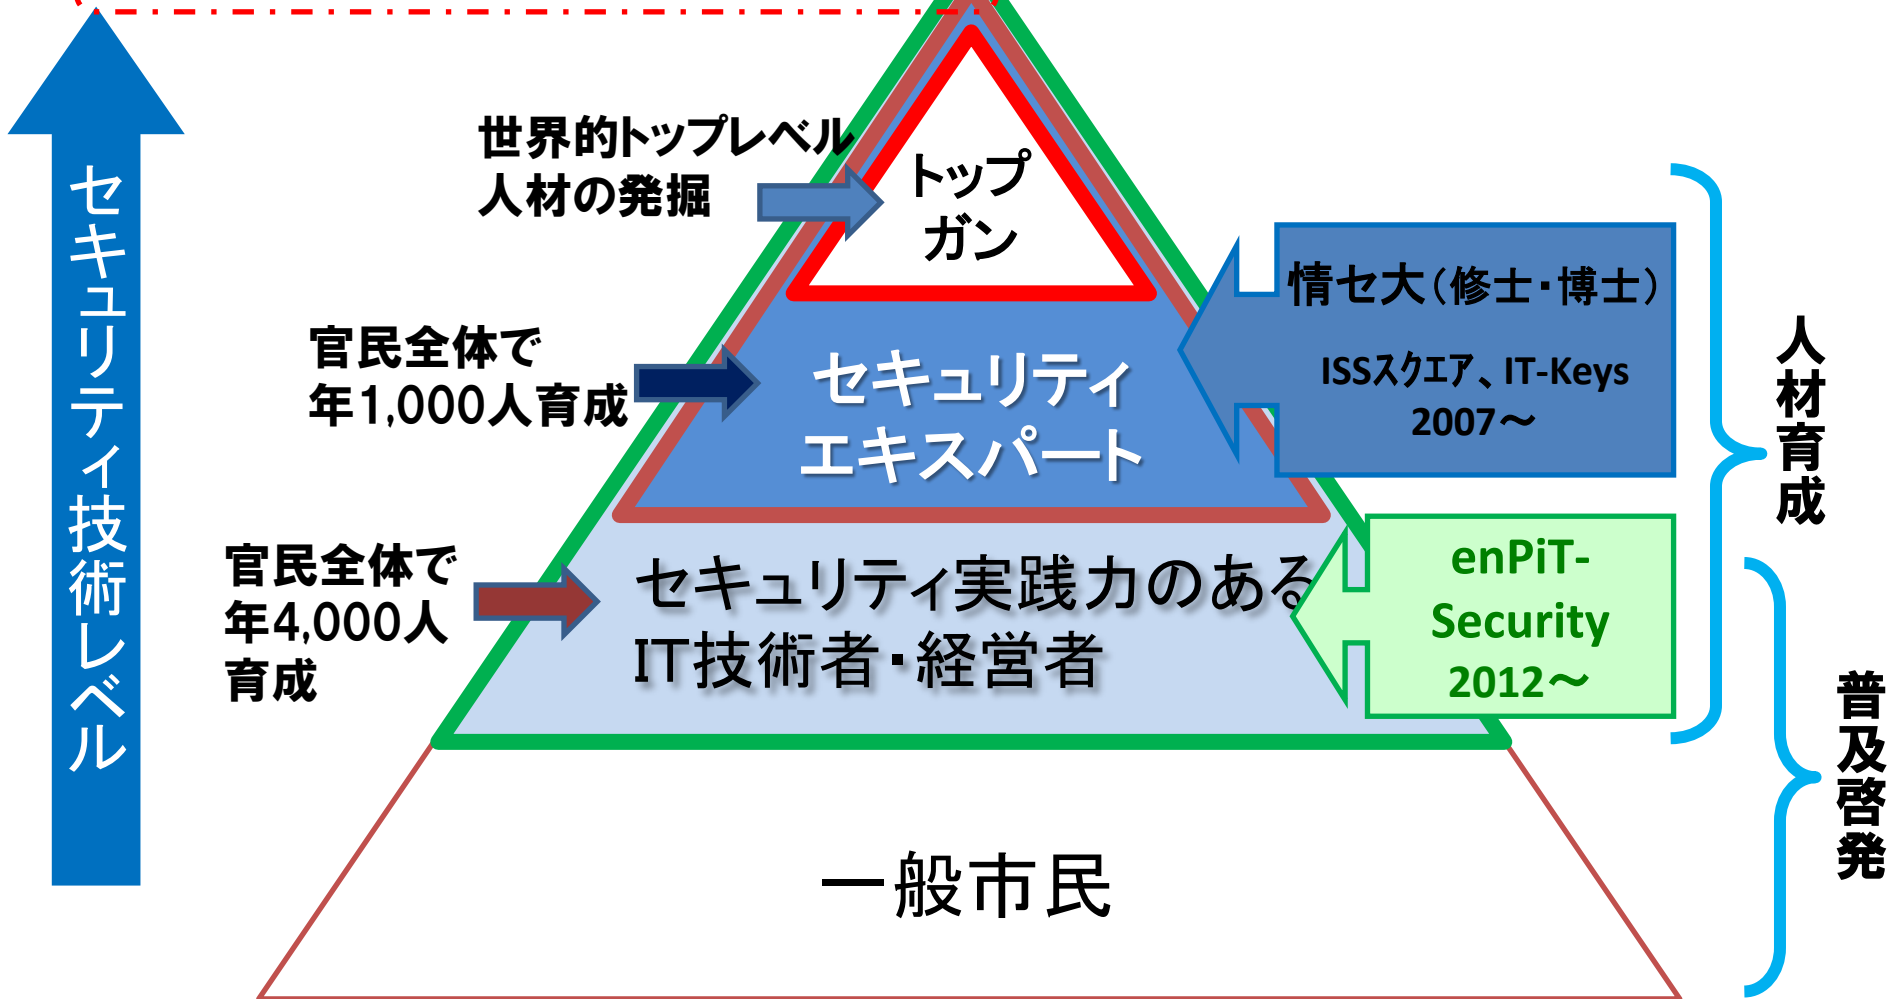 セキュリティ技術レベル
世界的トップレベル
人材の発掘
トップ
ガン
官民全体で
年1,000人育成
セキュリティ
エキスパート
情セ大（修士・博士）
ISSスクエア、IT-Keys
2007～
人材育成
官民全体で
年4,000人
育成
セキュリティ実践力のある
IT技術者・経営者
enPiT-
Security
2012～
普及啓発
一般市民